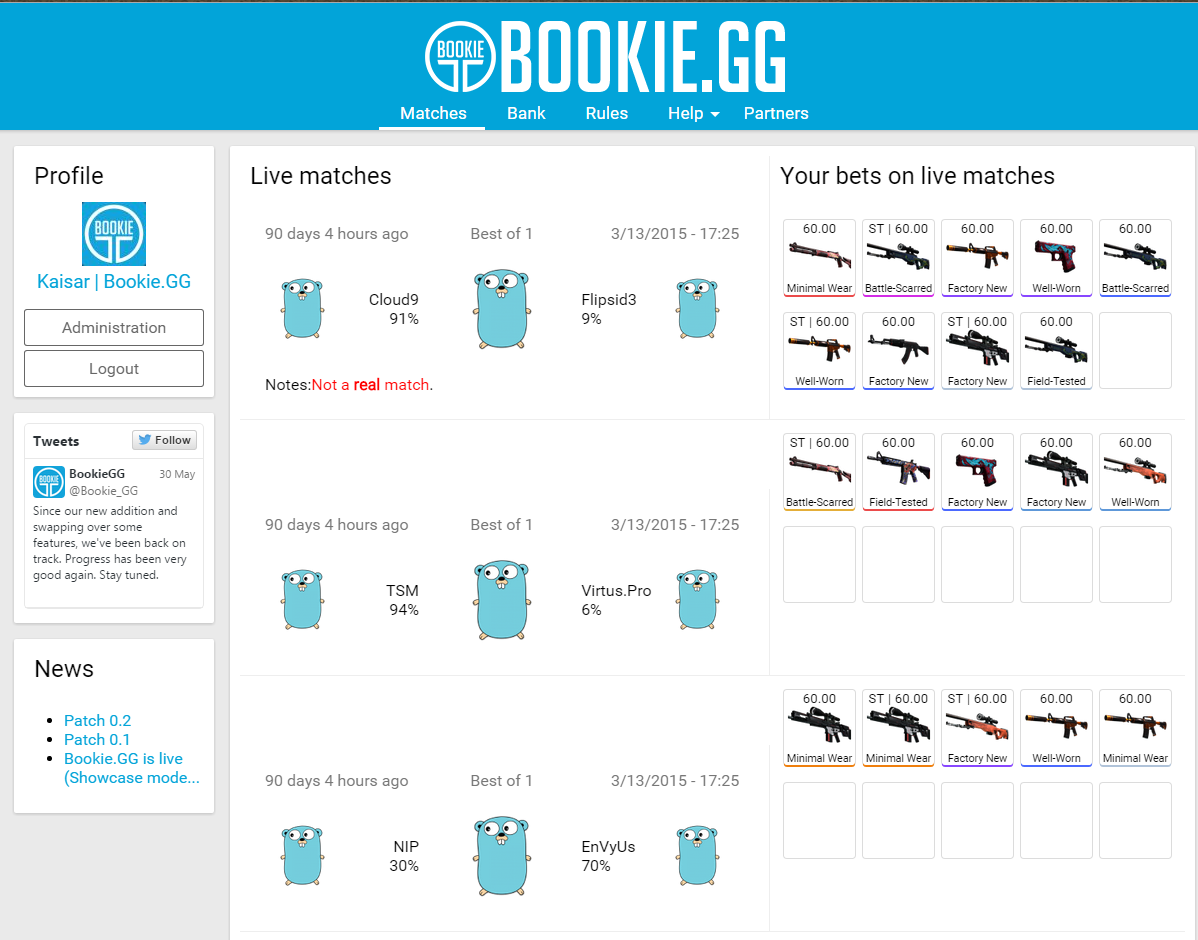 BOOKIE
BOOKIE.GG
Matches Bank Rules Help Partners
Profile
BOOKIE
Kaisar | Bookie.GG
Administration
Logout
Tweets
Follow
BOOKIE
BookieGG 30 May
@Bookie_GG
Since our new addition and
swapping over some
features, we've been back on
track. Progress has been very
good again. Stay tuned.
News
Patch 0.2
Patch 0.1
Bookie.GG is live
(Showcase mode...
Live matches
90 days 4 hours ago Best of 1 3/13/2015 - 17:25
Cloud9 Flipsid3
91% 9%
Notes:Not a real match.
90 days 4 hours ago Best of 1 3/13/2015 - 17:25
TSM Virtus.Pro
94% 6%
90 days 4 hours ago Best of 1 3/13/2015 - 17:25
NIP EnVyUs
30% 70%
Your bets on live matches
60.00 ST | 60.00 60.00 60.00 60.00
Minimal Wear Battle-Scarred Factory New Well-Worn Battle-Scarred
ST | 60.00 60.00 ST | 60.00 60.00
Well-Worn Factory New Factory New Field-Tested
ST | 60.00 60.00 60.00 60.00 60.00
Battle-Scarred Field-Tested Factory New Factory New Well-Worn
60.00 ST | 60.00 ST | 60.00 60.00 60.00
Minimal Wear Minimal Wear Factory New Well-Worn Minimal Wear